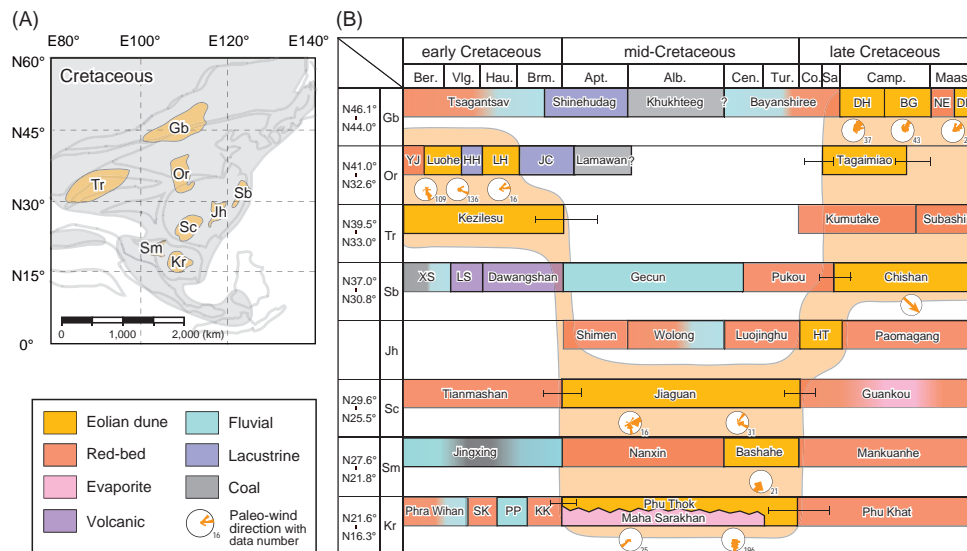 (A)
E80° E100° E120° E140°
N60°
N45°
N30°
N15°
0°
Cretaceous
Gb
Or
Tr
Sb
Jh
Sc
Sm
Kr
0 1,000 2,000 (km)
Eolian dune
Red-bed
Evaporite
Volcanic
Fluvial
Lacustrine
Coal
16
Paleo-wind
direction with
data number
(B)
early Cretaceous mid-Cretaceous late Cretaceous
Ber. Vlg. Hau. Brm. Apt. Alb. Cen. Tur. Co. Sa Camp. Maas
N46.1°
N44.0°
Gb
Tsagantsav Shinehudag Khukhteeg ? Bayanshiree DH BG NE
37 43
N41.0°
N32.6°
Or
YJ Luohe HH LH JC Lamawan? Tagaimiao
109 136 16
N39.5°
N33.0°
Tr
Kezilesu Kumutake Subashi
N37.0°
N30.8°
Sb
XS LS Dawangshan Gecun Pukou Chishan
Jh
Shimen Wolong Luojinghu HT Paomagang
N29.6°
N25.5°
Sc
Tianmashan Jiaguan Guankou
16 31
N27.6°
N21.8°
Sm
Jingxing Nanxin Bashahe Mankuanhe
21
N21.6°
N16.3°
Kr
Phra Wihan SK PP KK Phu Thok
Maha Sarakhan
Phu Khat
25 196